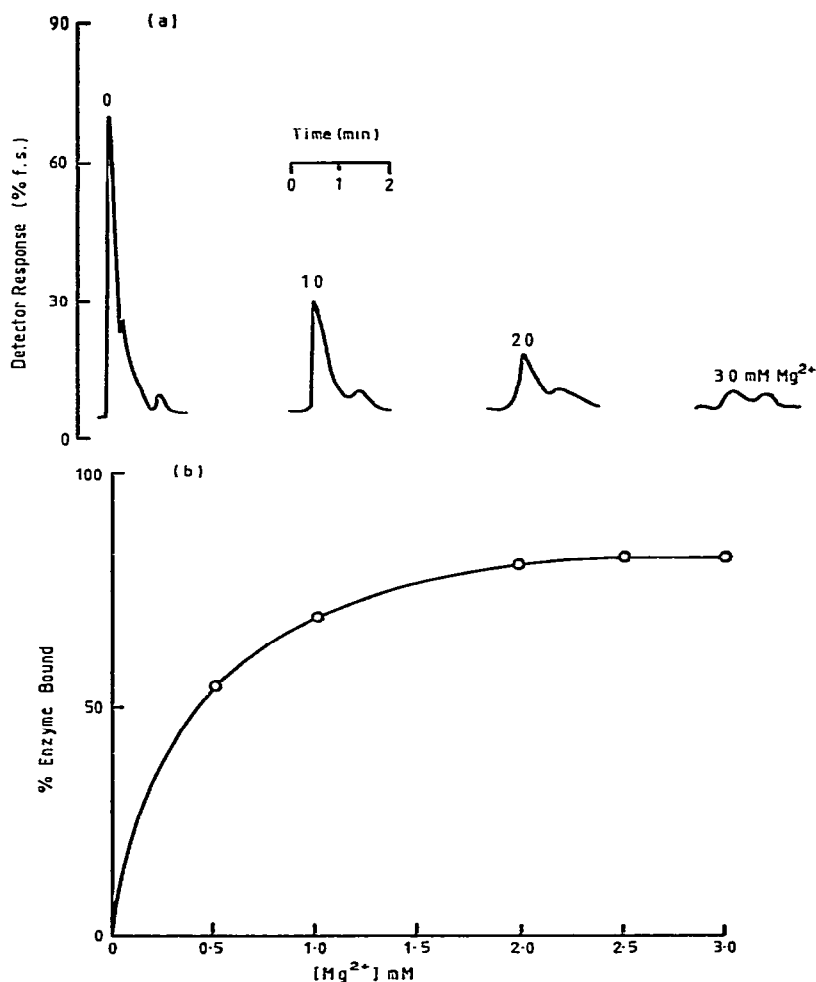 90
(a)
0
Time (min)
60
0 1 2
10
30
20
30 mM Mg²⁺
0
Detector Response (% f.s.)
100
(b)
50
0
% Enzyme Bound
0 0·5 1·0 1·5 2·0 2·5 3·0
[Mg²⁺] mM